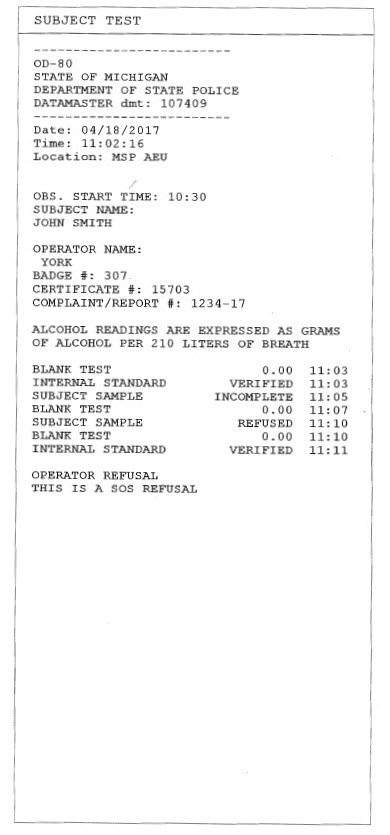 SUBJECT TEST
--------------------------
OD-80
STATE OF MICHIGAN
DEPARTMENT OF STATE POLICE
DATAMASTER dmt: 107409
--------------------------
Date: 04/18/2017
Time: 11:02:16
Location: MSP AEU
OBS. START TIME: 10:30
SUBJECT NAME:
JOHN SMITH
OPERATOR NAME:
YORK
BADGE #: 307
CERTIFICATE #: 15703
COMPLAINT/REPORT #: 1234-17
ALCOHOL READINGS ARE EXPRESSED AS GRAMS
OF ALCOHOL PER 210 LITERS OF BREATH
BLANK TEST 0.00 11:03
INTERNAL STANDARD VERIFIED 11:03
SUBJECT SAMPLE INCOMPLETE 11:05
BLANK TEST 0.00 11:07
SUBJECT SAMPLE REFUSED 11:10
BLANK TEST 0.00 11:10
INTERNAL STANDARD VERIFIED 11:11
OPERATOR REFUSAL
THIS IS A SOS REFUSAL